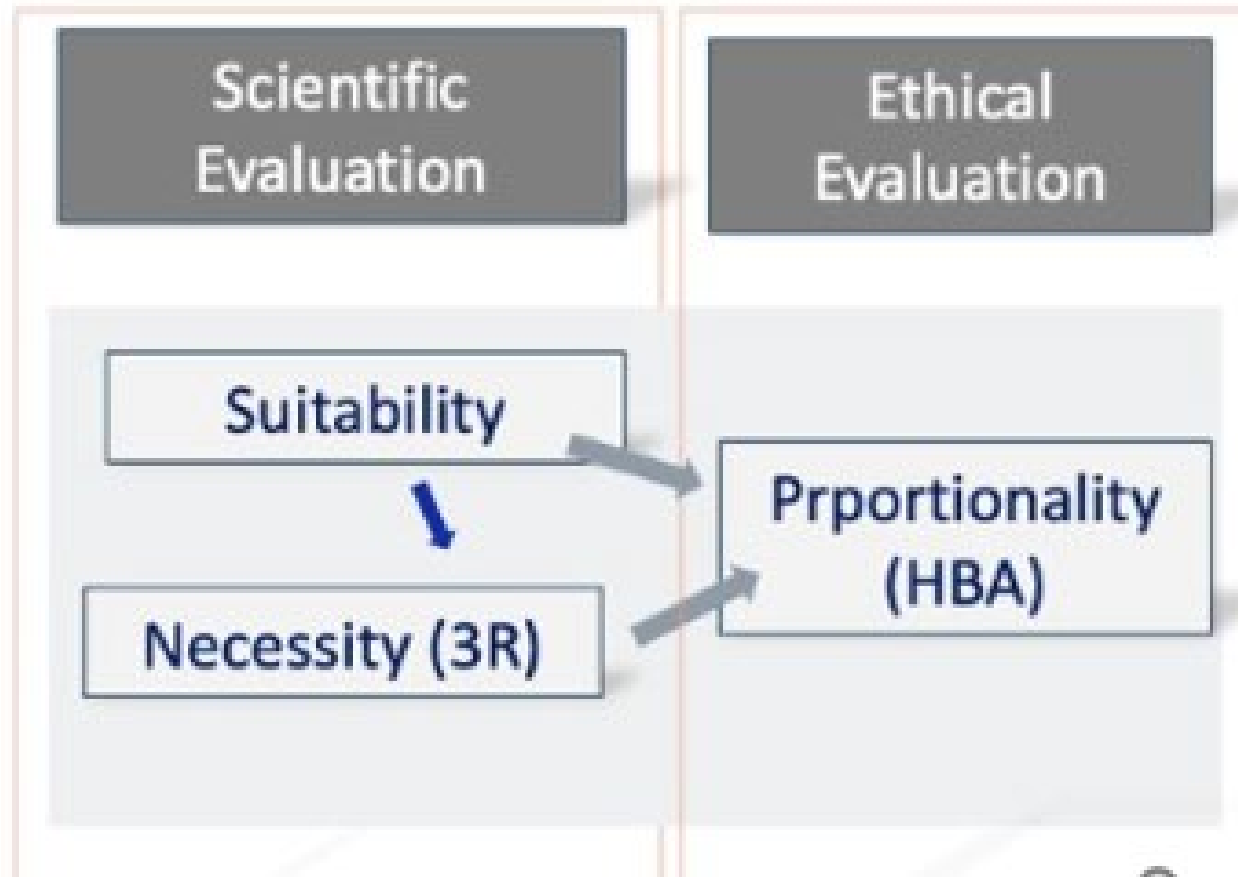 Scientific
Evaluation
Ethical
Evaluation
Suitability
Necessity (3R)
Prportionality
(HBA)